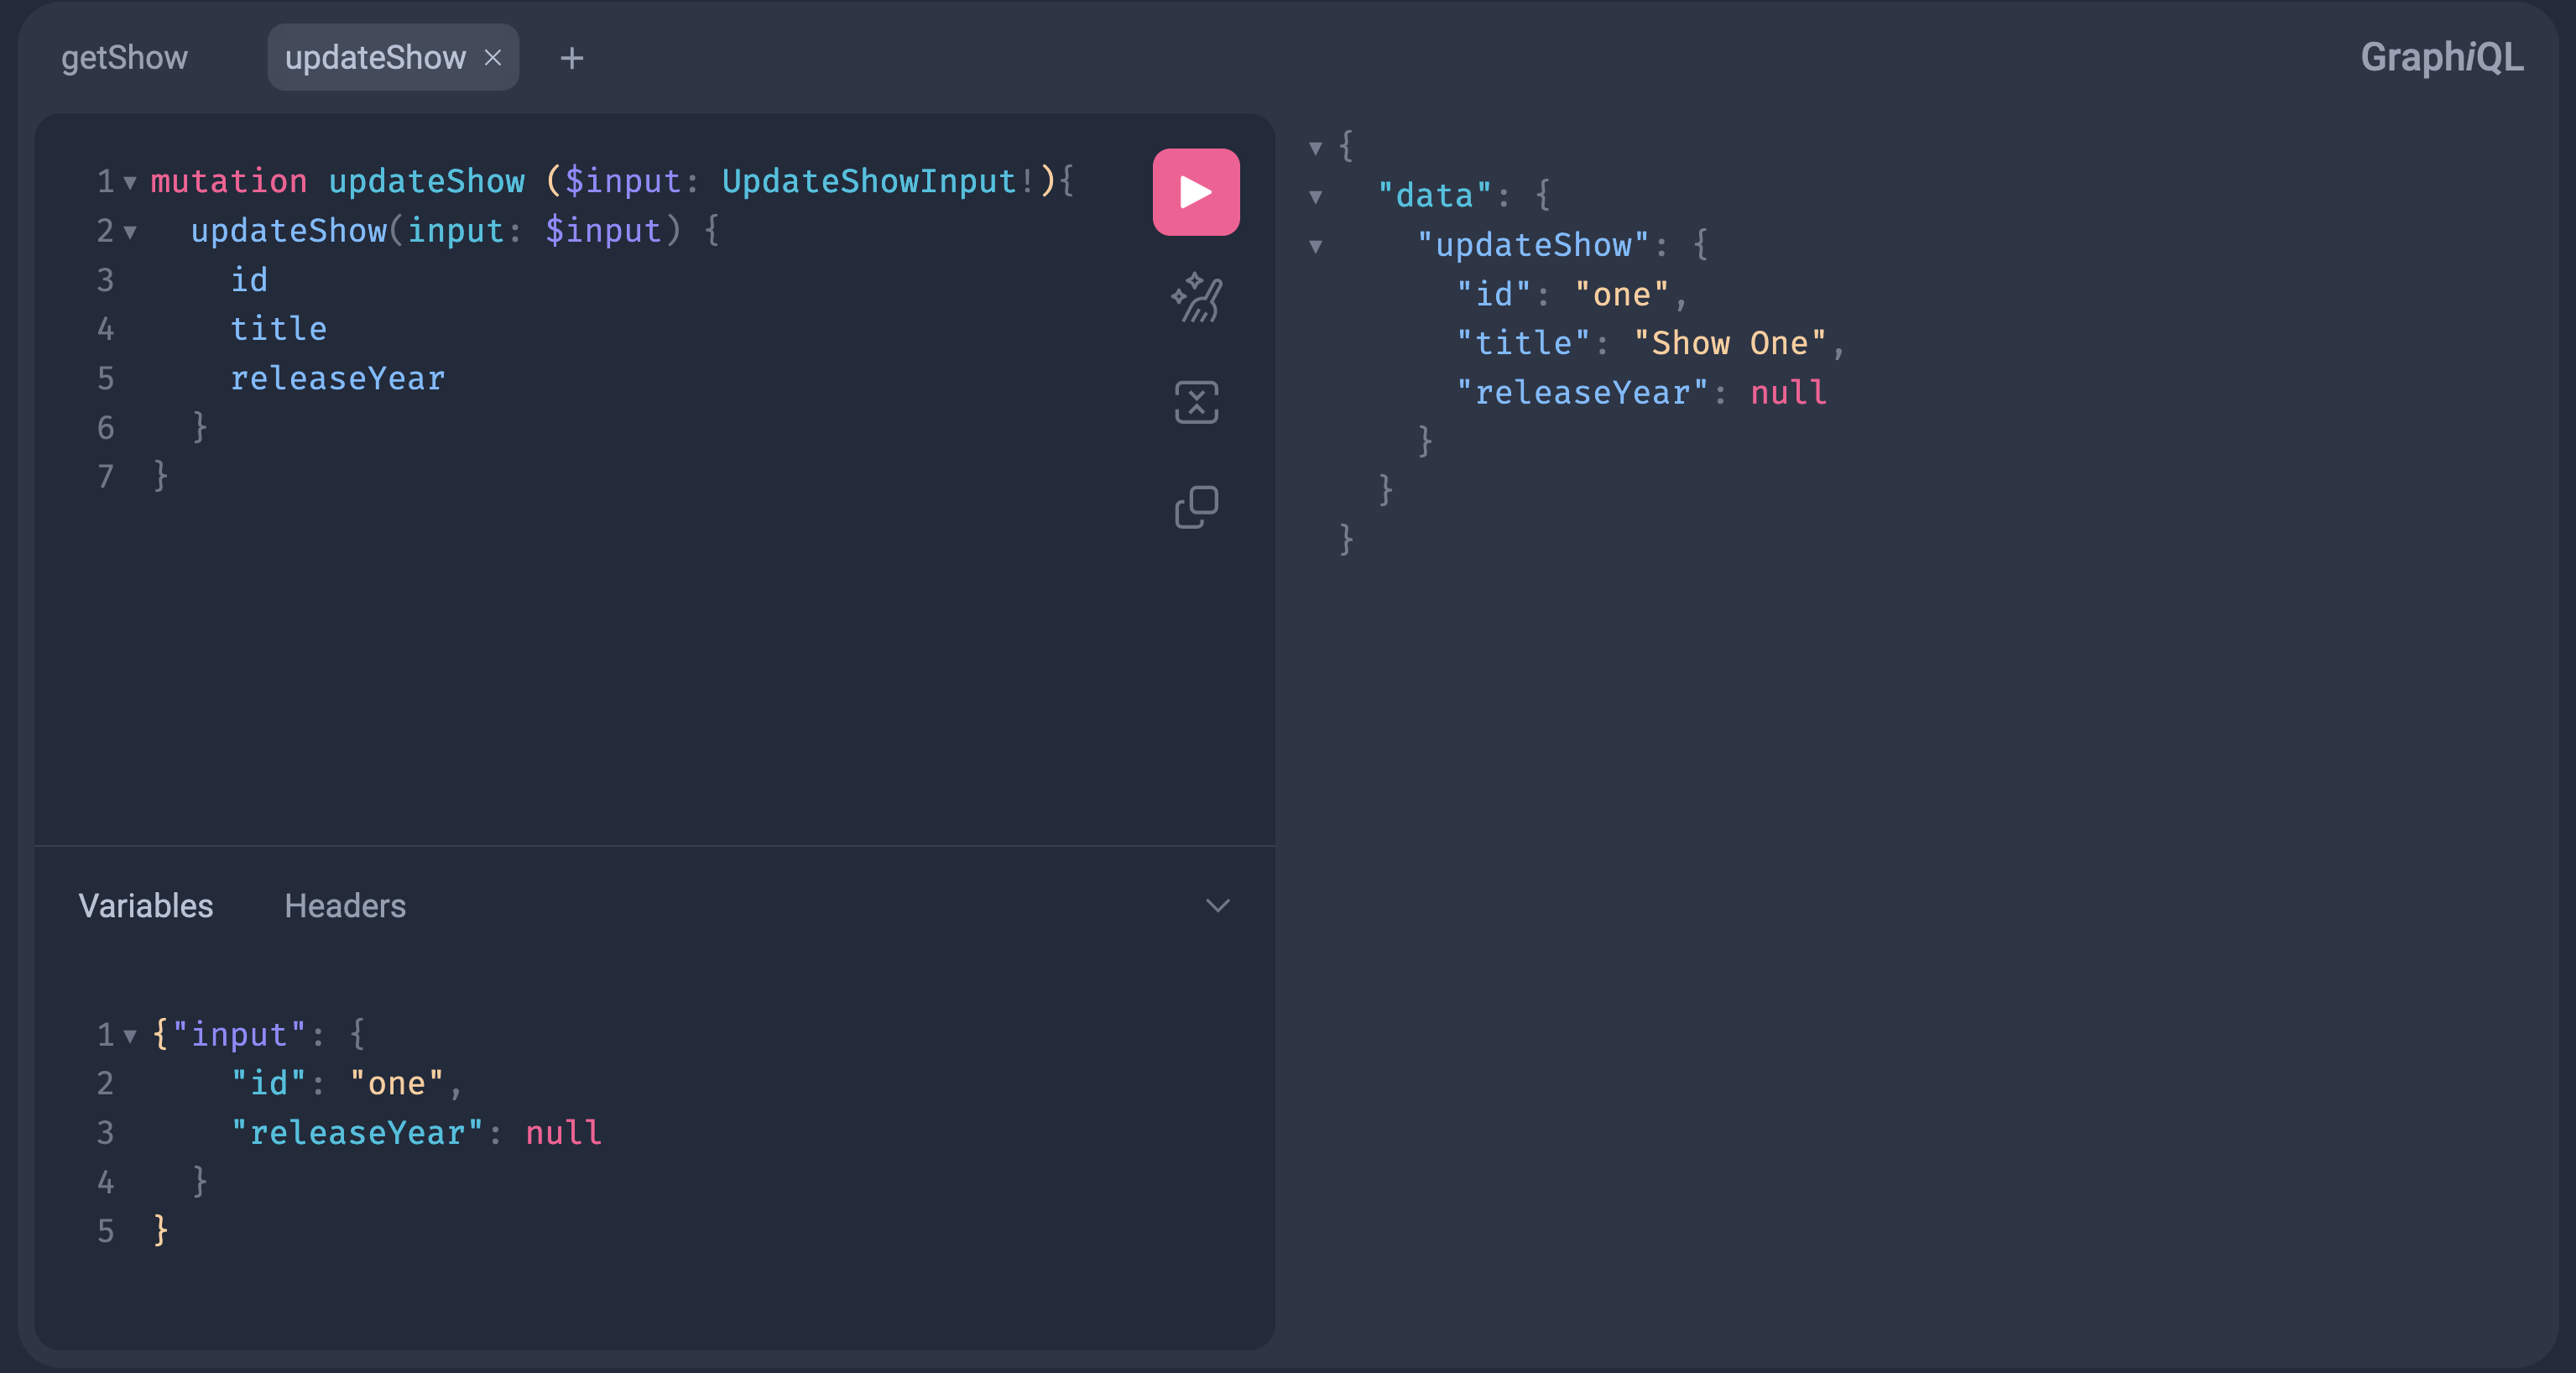 getShow
updateShow
GraphiQL
1 mutation updateShow ($input: UpdateShowInput!){
2   updateShow(input: $input) {
3     id
4     title
5     releaseYear
6   }
7 }
Variables
Headers
1 {"input": {
2     "id": "one",
3     "releaseYear": null
4   }
5 }
{
  "data": {
    "updateShow": {
      "id": "one",
      "title": "Show One",
      "releaseYear": null
    }
  }
}